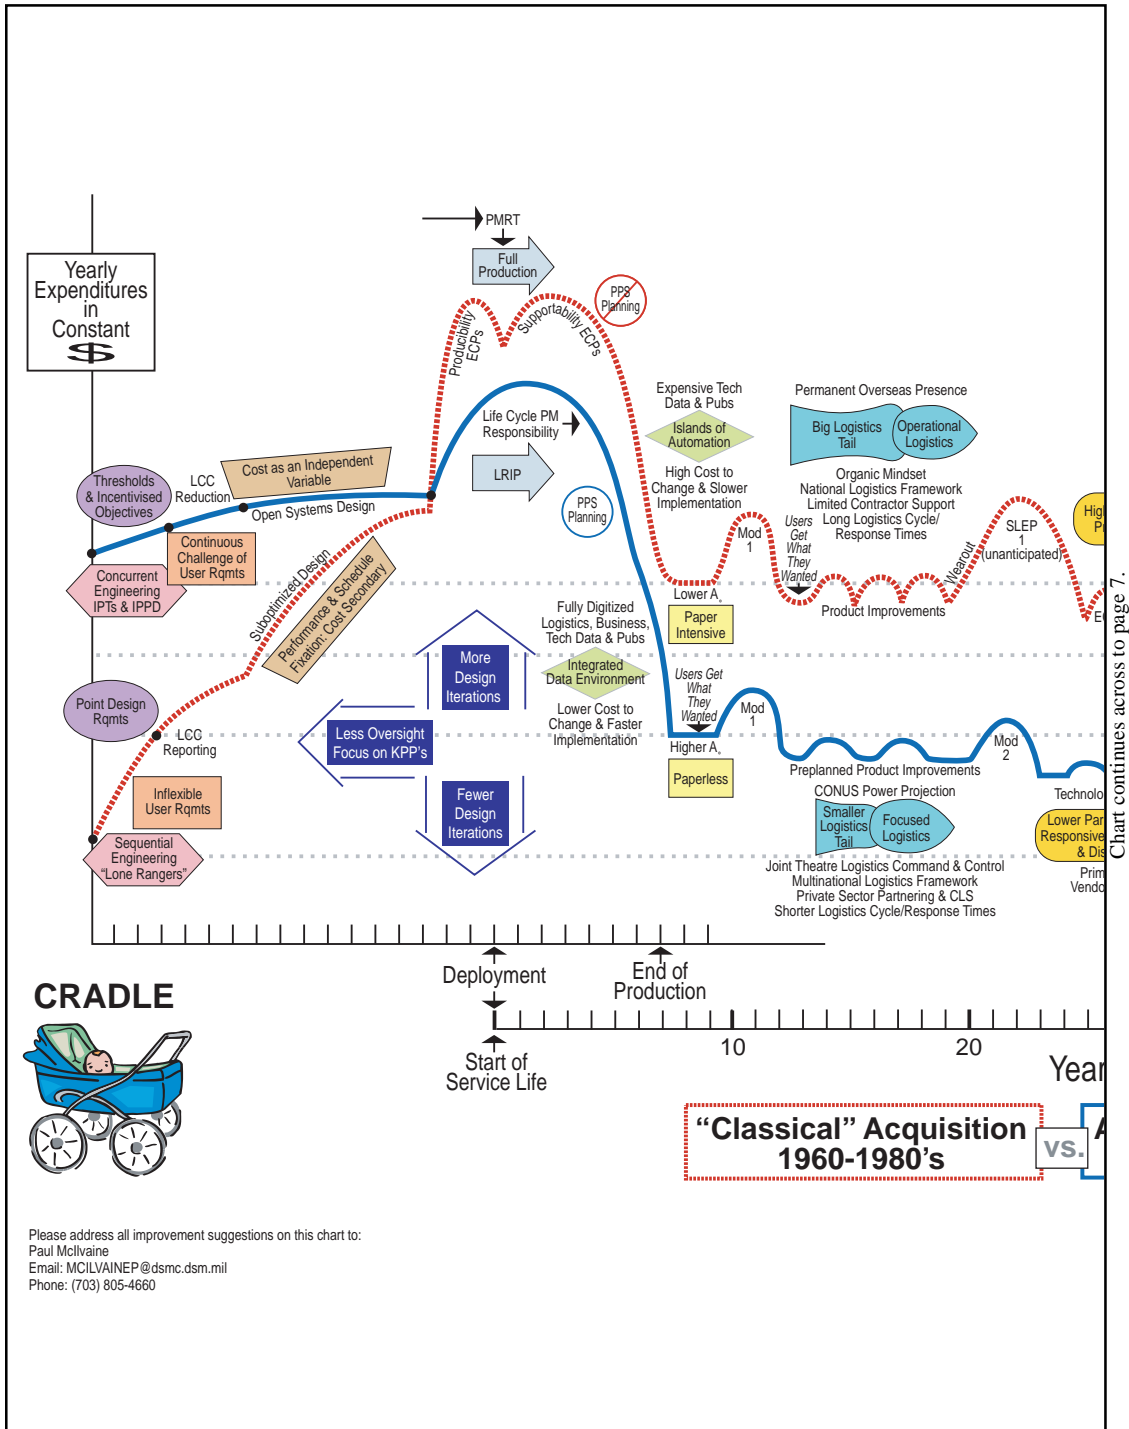 PMRT
Full
Production
Yearly
Expenditures
in
Constant
$
PPS
Planning
Producibility
ECPs
Supportability ECPs
Life Cycle PM
Responsibility
LRIP
PPS
Planning
Expensive Tech
Data & Pubs
Islands of
Automation
High Cost to
Change & Slower
Implementation
Permanent Overseas Presence
Big Logistics
Tail
Operational
Logistics
Organic Mindset
National Logistics Framework
Limited Contractor Support
Long Logistics Cycle/
Response Times
Thresholds
& Incentivised
Objectives
LCC
Reduction
Cost as an Independent
Variable
Open Systems Design
Continuous
Challenge of
User Rqmts
Concurrent
Engineering
IPTs & IPPD
Suboptimized Design
Performance & Schedule
Fixation: Cost Secondary
Mod
1
Users
Get
What
They
Wanted
Wearout
SLEP
1
(unanticipated)
Lower A
Paper
Intensive
Product Improvements
Point Design
Rqmts
LCC
Reporting
Inflexible
User Rqmts
Sequential
Engineering
“Lone Rangers”
More
Design
Iterations
Less Oversight
Focus on KPP’s
Fewer
Design
Iterations
Fully Digitized
Logistics, Business,
Tech Data & Pubs
Integrated
Data Environment
Lower Cost to
Change & Faster
Implementation
Users Get
What
They
Wanted
Higher A
Paperless
Mod
1
Preplanned Product Improvements
Mod
2
CONUS Power Projection
Smaller
Logistics
Tail
Focused
Logistics
Joint Theatre Logistics Command & Control
Multinational Logistics Framework
Private Sector Partnering & CLS
Shorter Logistics Cycle/Response Times
Technolo
Lower Par
Responsive
& Dis
Prim
Vendo
Chart continues across to page 7.
Deployment
End of
Production
Start of
Service Life
10
20
Year
CRADLE
“Classical” Acquisition
1960-1980’s
vs.
Please address all improvement suggestions on this chart to:
Paul McIlvaine
Email: MCILVAINEP@dsmc.dsm.mil
Phone: (703) 805-4660